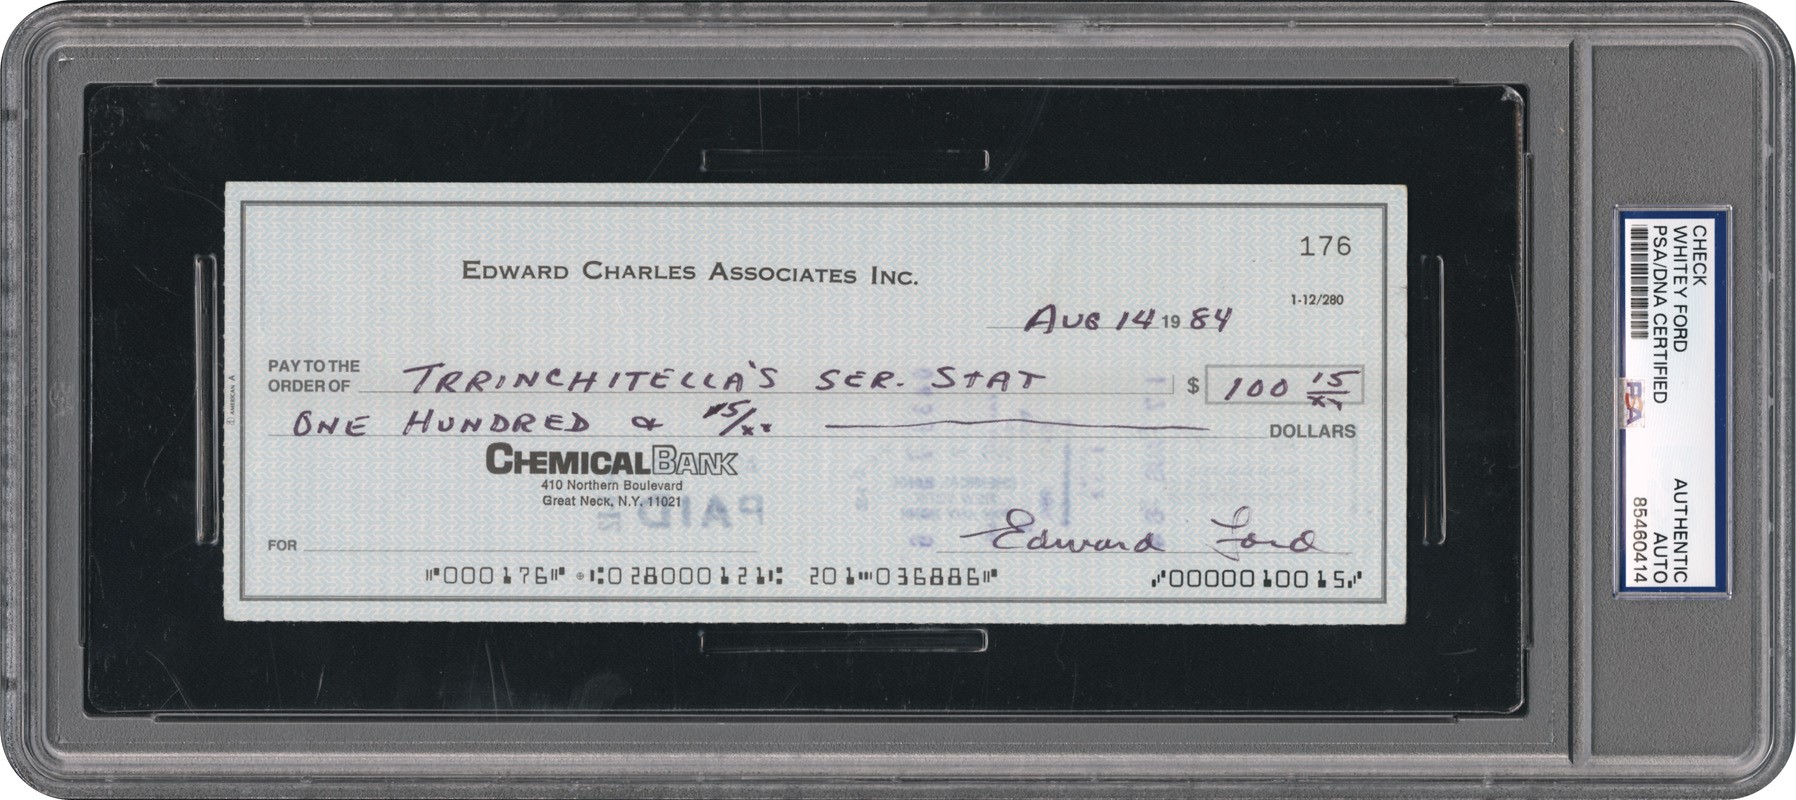 176
EDWARD CHARLES ASSOCIATES INC.
1-12/280
AUG 14 19 84
PAY TO THE
ORDER OF TRRINCHITELLA'S SER. STAT $ 100 15/xx
ONE HUNDRED & 15/xx DOLLARS
CHEMICALBANK
410 Northern Boulevard
Great Neck, N.Y. 11021
PAID
Edward Ford
FOR
⑈000176⑈ ⑆028000121⑆ 201⑉036886⑈ ⑇0000010015⑇
AMERICAN A
CHECK
WHITEY FORD
PSA/DNA CERTIFIED
PSA
AUTHENTIC
AUTO
85460414